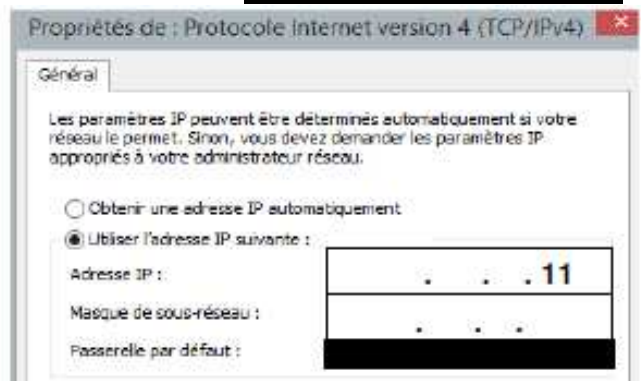 Propriétés de : Protocole Internet version 4 (TCP/IPv4)
Général
Les paramètres IP peuvent être déterminés automatiquement si votre
réseau le permet. Sinon, vous devez demander les paramètres IP
appropriés à votre administrateur réseau.
Obtenir une adresse IP automatiquement
Utiliser l'adresse IP suivante :
Adresse IP : . . . 11
Masque de sous-réseau : . . .
Passerelle par défaut :